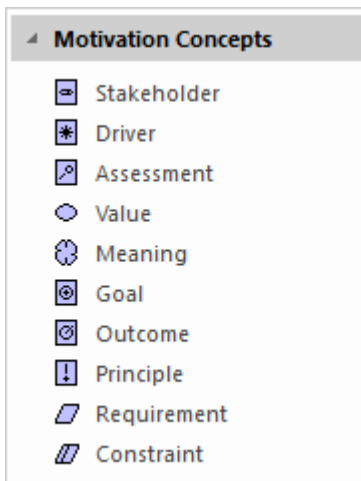 Motivation Concepts
Stakeholder
Driver
Assessment
Value
Meaning
Goal
Outcome
Principle
Requirement
Constraint